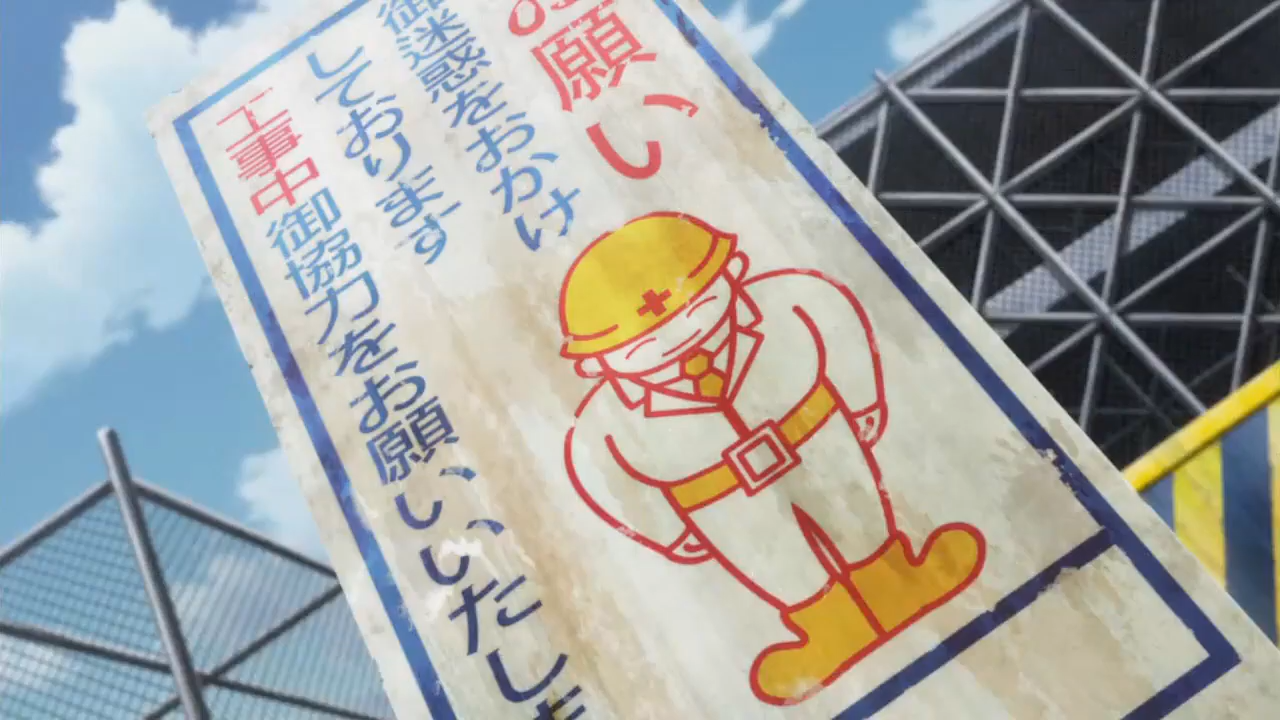 お願い
御迷惑をおかけ
しております
工事中御協力をお願いいたしま